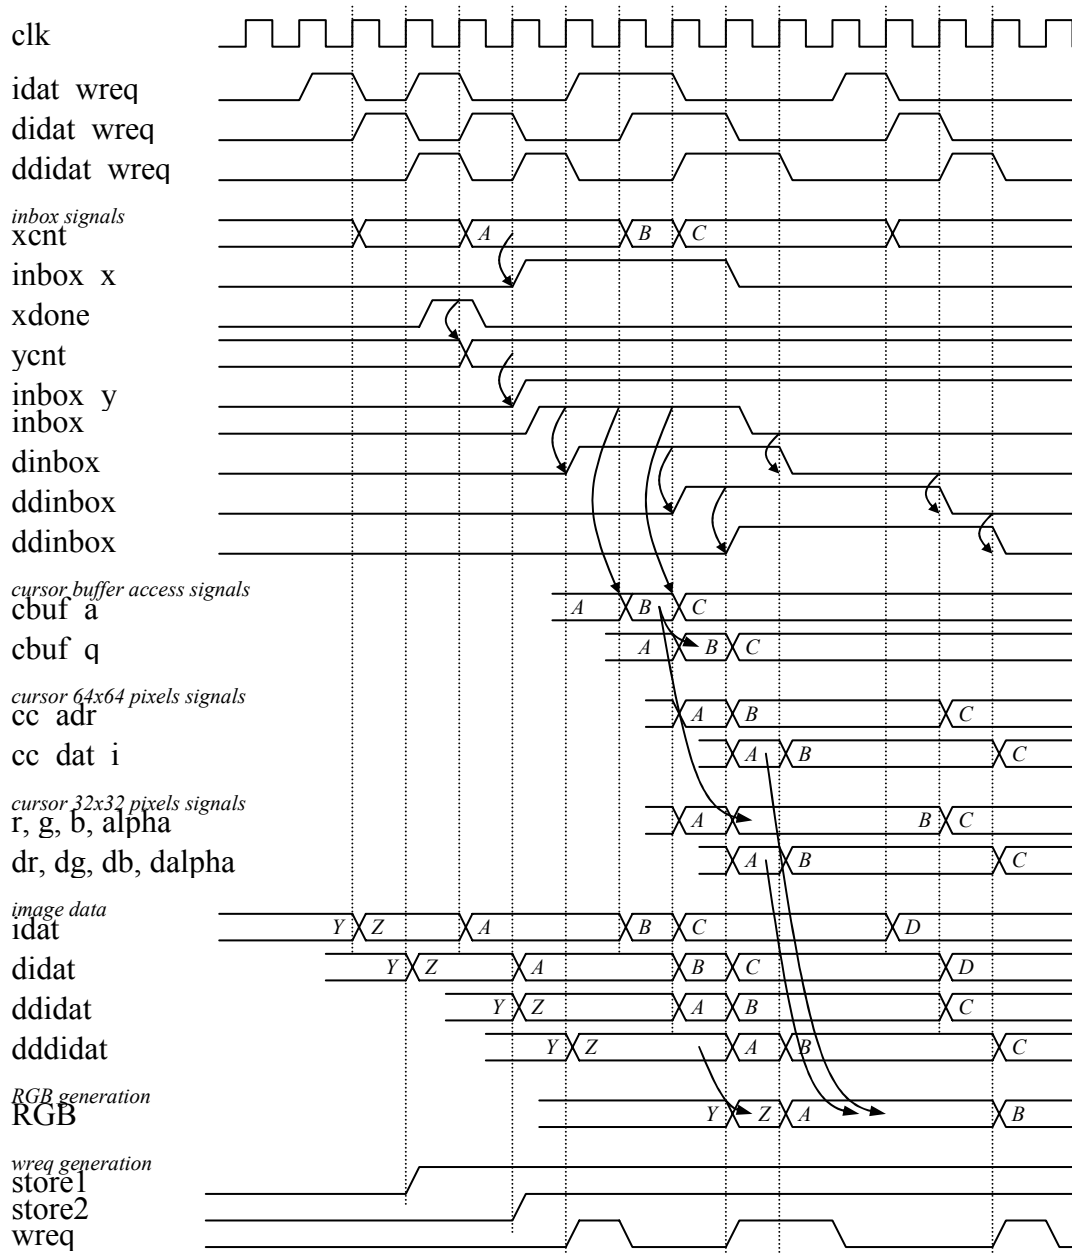 clk
idat wreq
didat wreq
ddidat wreq
inbox signals
xcnt A B C
inbox x
xdone
ycnt
inbox y
inbox
dinbox
ddinbox
ddinbox
cursor buffer access signals
cbuf a A B C
cbuf q A B C
cursor 64x64 pixels signals
cc adr A B C
cc dat i A B C
cursor 32x32 pixels signals
r, g, b, alpha A B C
dr, dg, db, dalpha A B C
image data
idat Y Z A B C D
didat Y Z A B C D
ddidat Y Z A B C
dddidat Y Z A B C
RGB generation
RGB Y Z A B
wreq generation
store1
store2
wreq